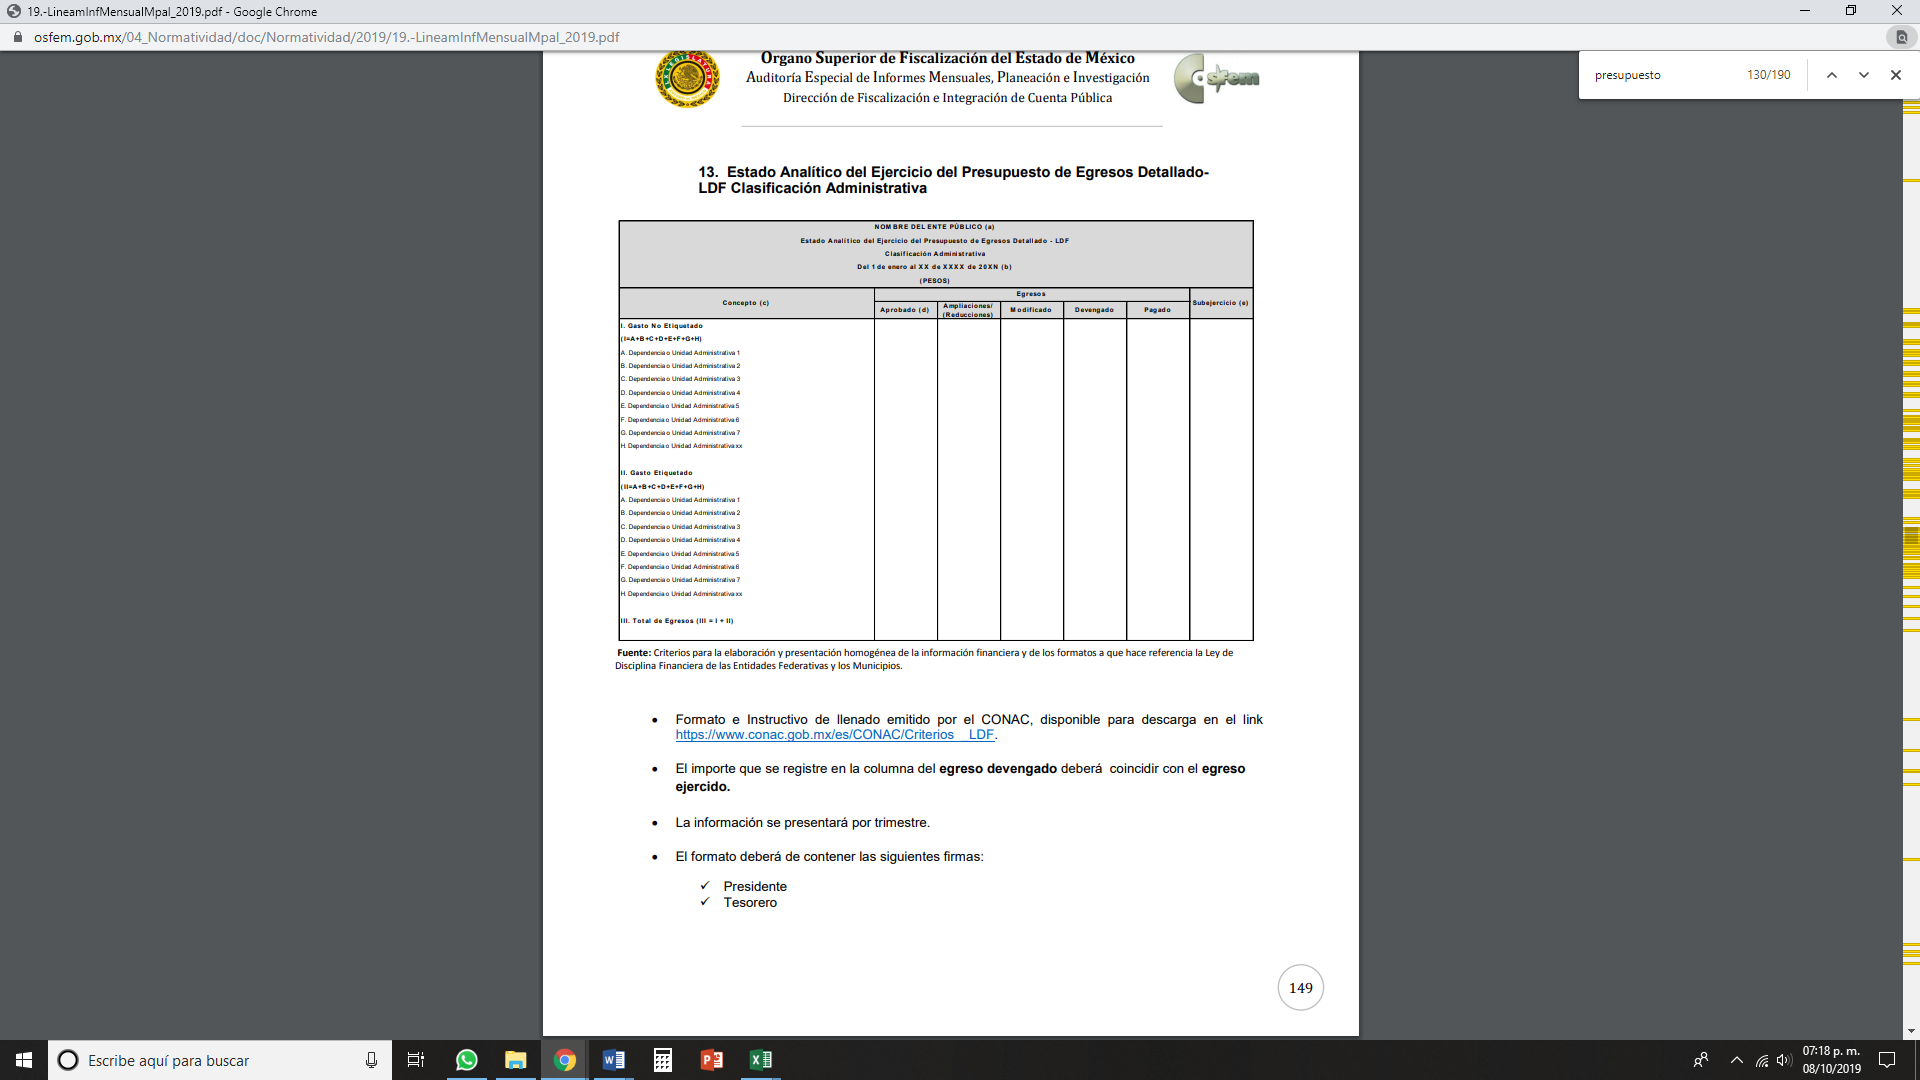 19.-LineamInfMensualMpal_2019.pdf - Google Chrome
osfem.gob.mx/04_Normatividad/doc/Normatividad/2019/19.-LineamInfMensualMpal_2019.pdf
presupuesto 130/190
Órgano Superior de Fiscalización del Estado de México
Auditoría Especial de Informes Mensuales, Planeación e Investigación
Dirección de Fiscalización e Integración de Cuenta Pública
osfem
13. Estado Analítico del Ejercicio del Presupuesto de Egresos Detallado-
LDF Clasificación Administrativa
NOMBRE DEL ENTE PÚBLICO (a)
Estado Analítico del Ejercicio del Presupuesto de Egresos Detallado - LDF
Clasificación Administrativa
Del 1 de enero al XX de XXXX de 20XN (b)
(PESOS)
Concepto (c)
Egresos
Subejercicio (e)
Aprobado (d)
Ampliaciones/
(Reducciones)
Modificado
Devengado
Pagado
I. Gasto No Etiquetado
(I=A+B+C+D+E+F+G+H)
A. Dependencia o Unidad Administrativa 1
B. Dependencia o Unidad Administrativa 2
C. Dependencia o Unidad Administrativa 3
D. Dependencia o Unidad Administrativa 4
E. Dependencia o Unidad Administrativa 5
F. Dependencia o Unidad Administrativa 6
G. Dependencia o Unidad Administrativa 7
H. Dependencia o Unidad Administrativa xx
II. Gasto Etiquetado
(II=A+B+C+D+E+F+G+H)
A. Dependencia o Unidad Administrativa 1
B. Dependencia o Unidad Administrativa 2
C. Dependencia o Unidad Administrativa 3
D. Dependencia o Unidad Administrativa 4
E. Dependencia o Unidad Administrativa 5
F. Dependencia o Unidad Administrativa 6
G. Dependencia o Unidad Administrativa 7
H. Dependencia o Unidad Administrativa xx
III. Total de Egresos (III = I + II)
Fuente: Criterios para la elaboración y presentación homogénea de la información financiera y de los formatos a que hace referencia la Ley de
Disciplina Financiera de las Entidades Federativas y los Municipios.
• Formato e Instructivo de llenado emitido por el CONAC, disponible para descarga en el link
https://www.conac.gob.mx/es/CONAC/Criterios__LDF.
• El importe que se registre en la columna del egreso devengado deberá coincidir con el egreso
ejercido.
• La información se presentará por trimestre.
• El formato deberá de contener las siguientes firmas:
✓ Presidente
✓ Tesorero
149
Escribe aquí para buscar
07:18 p. m.
08/10/2019